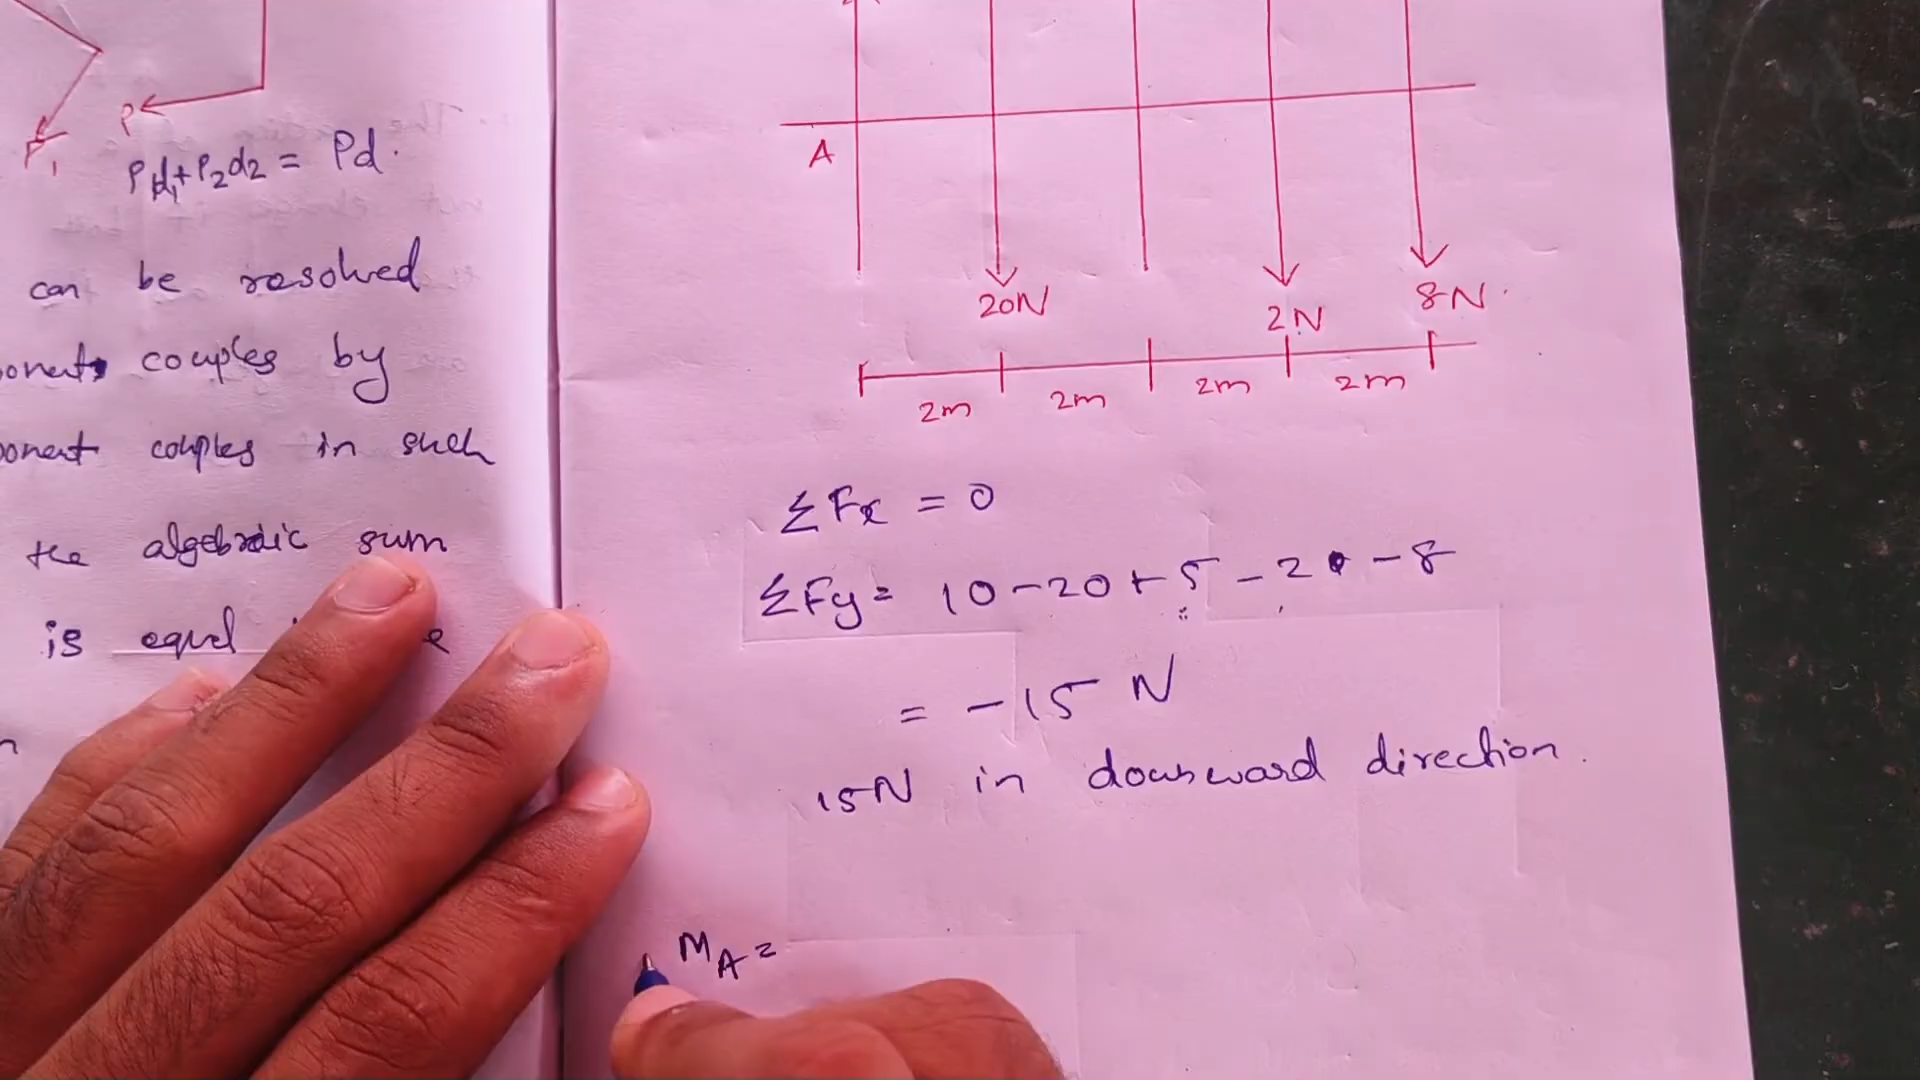 P
P1
Pd1+P2d2 = Pd.
can be resolved
couples by
couples in such
the algebraic sum
is equal
A
20N
2N
8N.
2m 2m 2m 2m
ΣFx = 0
ΣFy = 10-20+5-2-8
= -15 N
15N in downward direction.
MA=